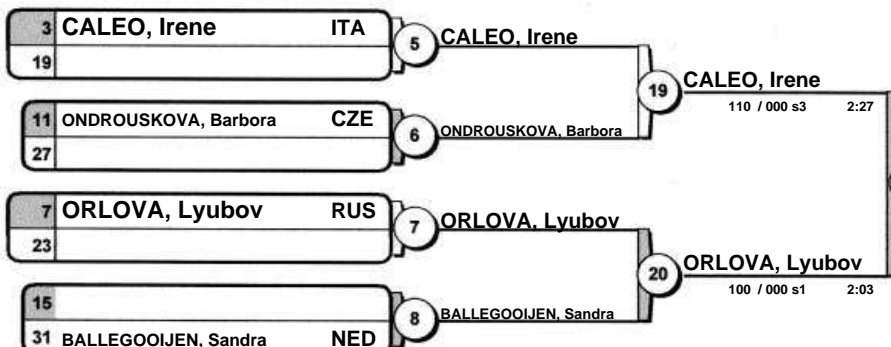 3 CALEO, Irene ITA
19
5
CALEO, Irene
11 ONDROUSKOVA, Barbora CZE
27
6
ONDROUSKOVA, Barbora
19
CALEO, Irene
110 / 000 s3 2:27
7 ORLOVA, Lyubov RUS
23
7
ORLOVA, Lyubov
15
31 BALLEGOOIJEN, Sandra NED
8
BALLEGOOIJEN, Sandra
20
ORLOVA, Lyubov
100 / 000 s1 2:03